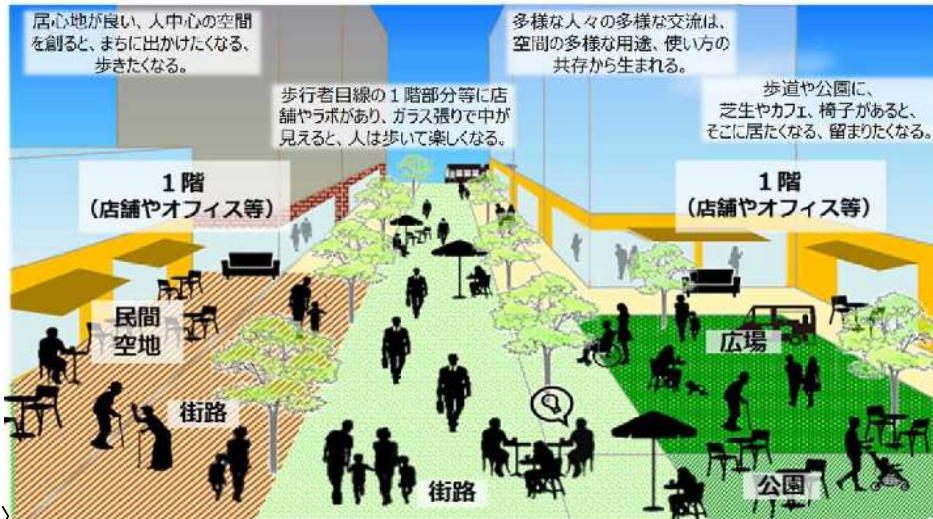 居心地が良い、人中心の空間
を創ると、まちに出かけたくなる、
歩きたくなる。
多様な人々の多様な交流は、
空間の多様な用途、使い方の
共存から生まれる。
歩行者目線の1階部分等に店
舗やラボがあり、ガラス張りで中が
見えると、人は歩いて楽しくなる。
歩道や公園に、
芝生やカフェ、椅子があると、
そこに居たくなる、留まりたくなる。
1階
(店舗やオフィス等)
1階
(店舗やオフィス等)
民間
空地
広場
街路
街路
公園